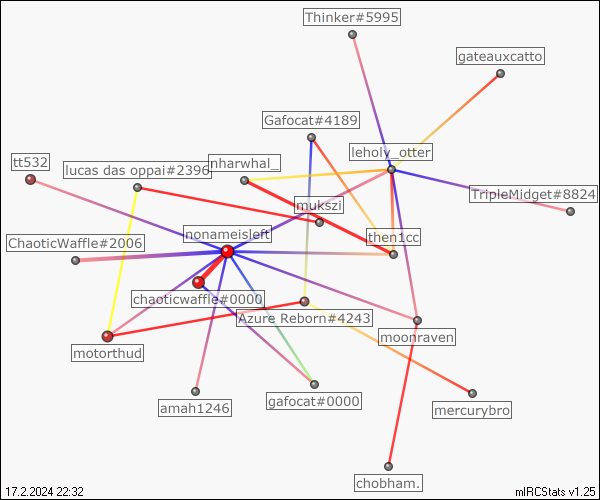 Thinker#5995
gateauxcatto
Gafocat#4189
leholy_otter
tt532
lucas das oppai#2396
nharwhal_
TripleMidget#8824
mukszi
nonameisleft
then1cc
ChaoticWaffle#2006
chaoticwaffle#0000
Azure Reborn#4243
moonraven
motorthud
amah1246
gafocat#0000
mercurybro
chobham.
17.2.2024 22:32
mIRCStats v1.25